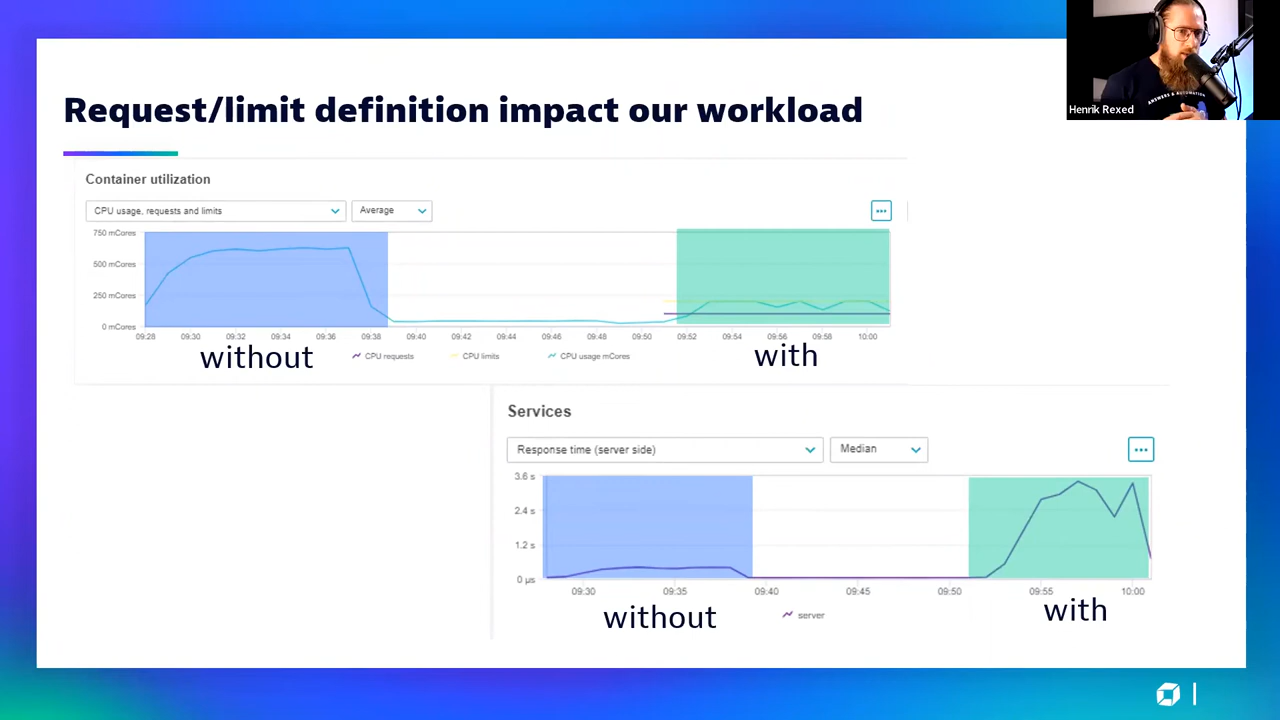 Henrik Rexed
ANSWERS & AUTOMATION
Request/limit definition impact our workload
Container utilization
CPU usage, requests and limits
Average
...
750 mCores
500 mCores
250 mCores
0 mCores
09:28 09:30 09:32 09:34 09:36 09:38 09:40 09:42 09:44 09:46 09:48 09:50 09:52 09:54 09:56 09:58 10:00
without
with
CPU requests CPU limits CPU usage mCores
Services
Response time (server side)
Median
...
3.6 s
2.4 s
1.2 s
0 µs
09:30 09:35 09:40 09:45 09:50 09:55 10:00
without
with
server